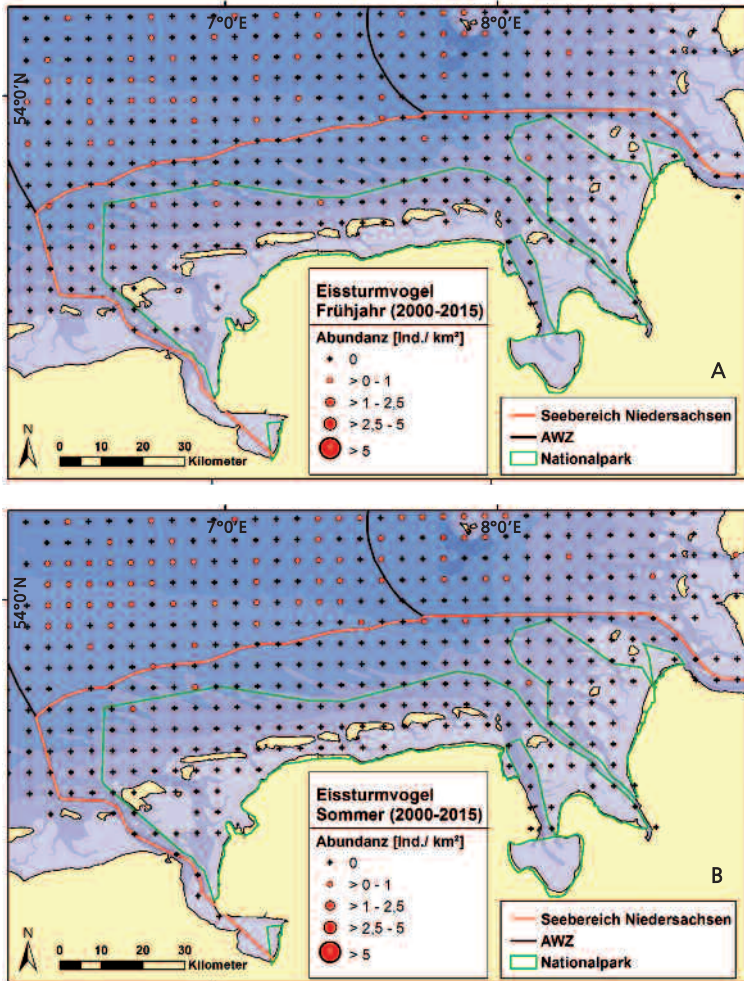 7°0´E
8°0´E
54°0´N
Eissturmvogel
Frühjahr (2000-2015)
Abundanz [Ind./ km²]
0
> 0 - 1
> 1 - 2,5
> 2,5 - 5
> 5
A
Seebereich Niedersachsen
AWZ
Nationalpark
N
0 10 20 30
Kilometer
7°0´E
8°0´E
54°0´N
Eissturmvogel
Sommer (2000-2015)
Abundanz [Ind./ km²]
0
> 0 - 1
> 1 - 2,5
> 2,5 - 5
> 5
B
Seebereich Niedersachsen
AWZ
Nationalpark
N
0 10 20 30
Kilometer